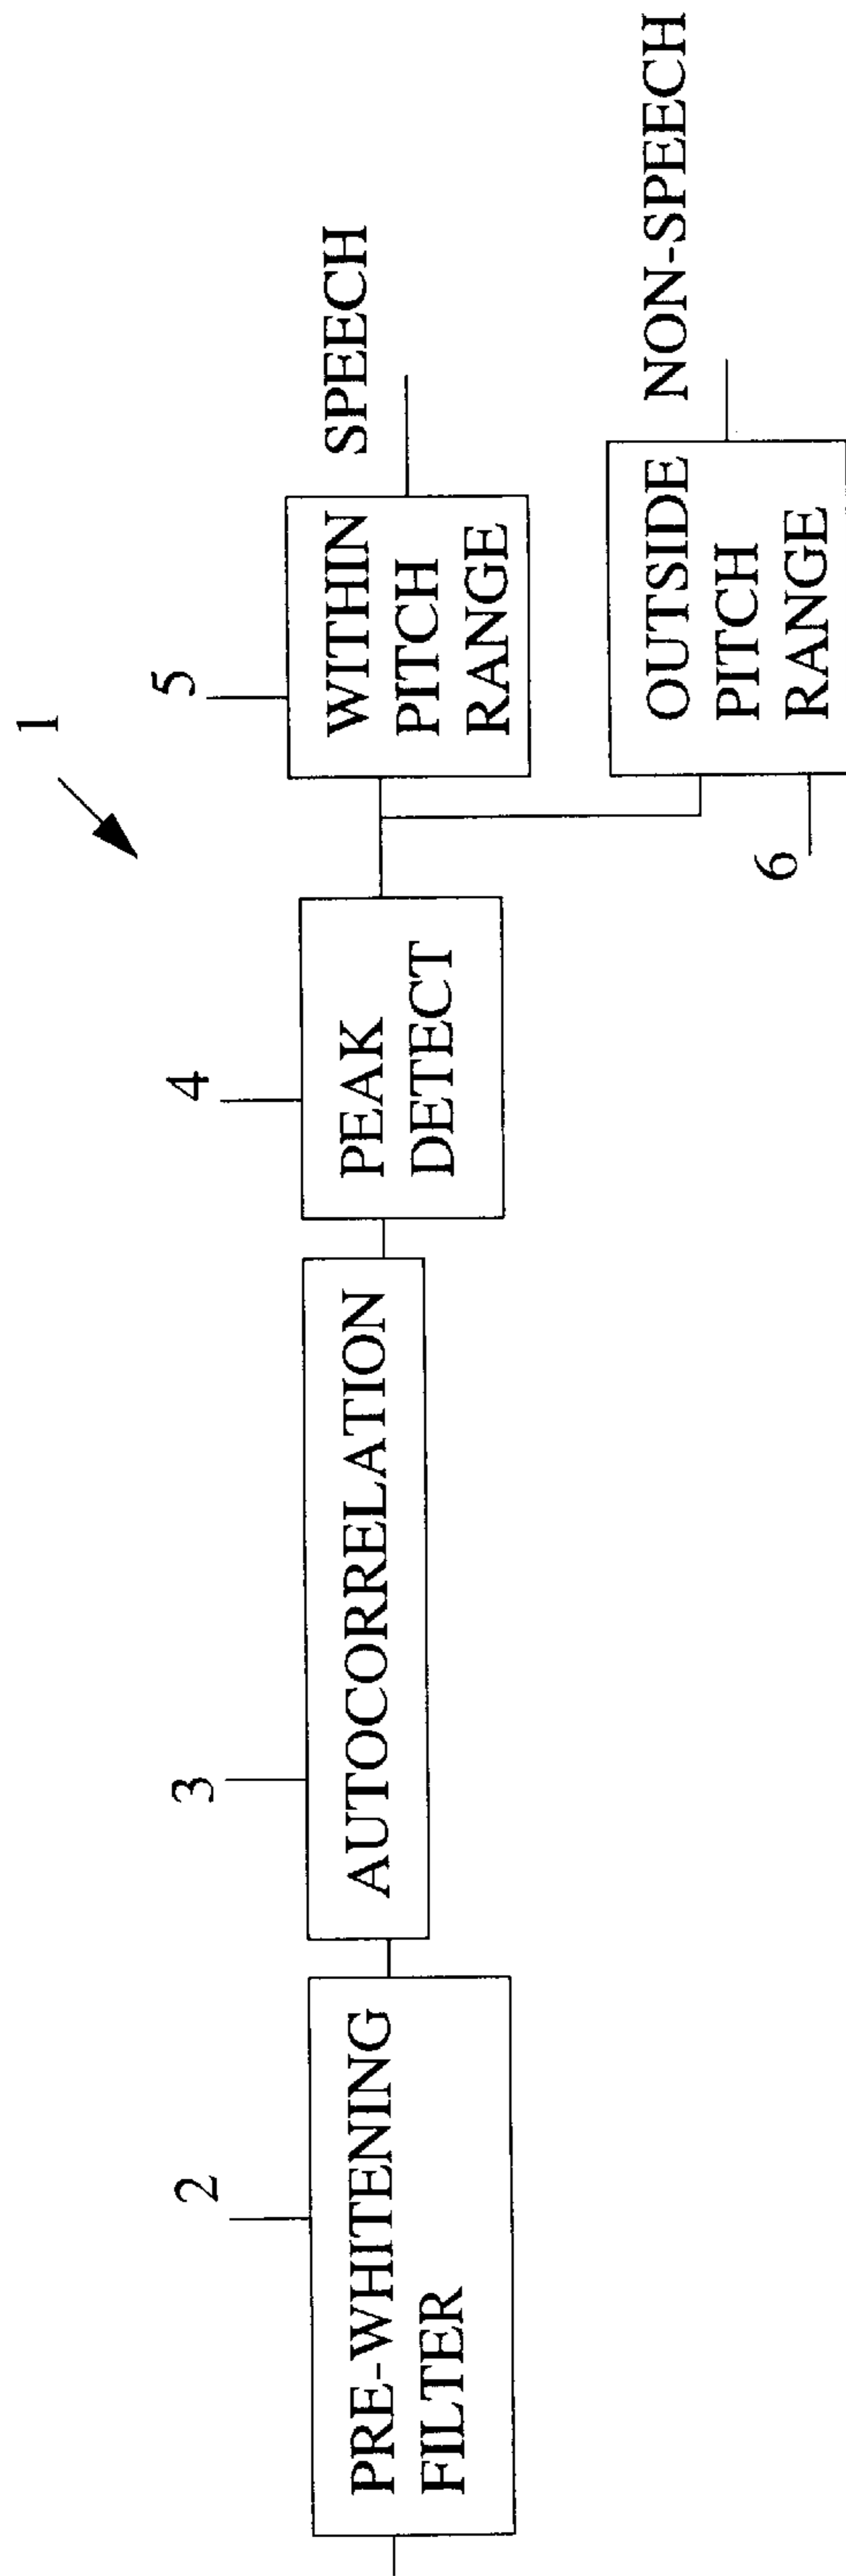 1
2
PRE-WHITENING
FILTER
3
AUTOCORRELATION
4
PEAK
DETECT
5
WITHIN
PITCH
RANGE
SPEECH
6
OUTSIDE
PITCH
RANGE
NON-SPEECH